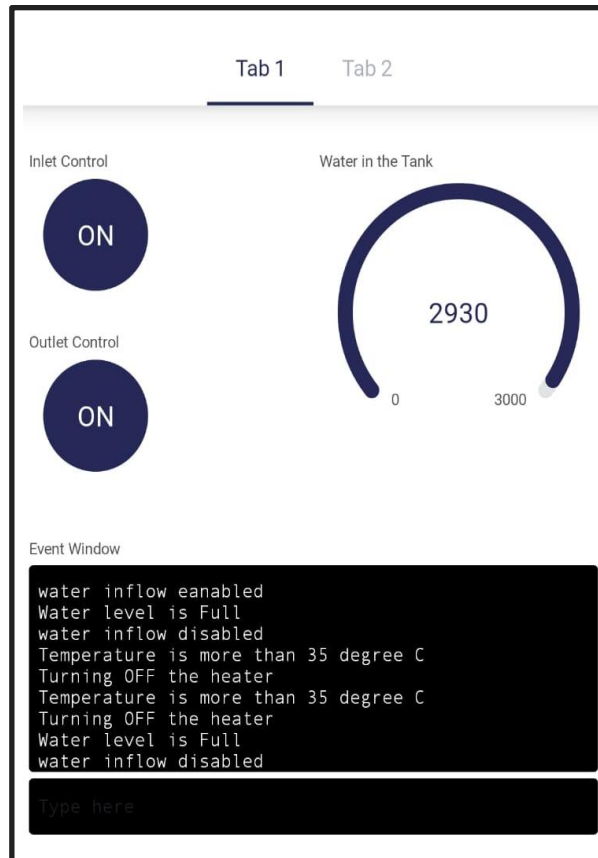 Tab 1 Tab 2
Inlet Control
ON
Water in the Tank
2930
0 3000
Outlet Control
ON
Event Window
water inflow eanabled
Water level is Full
water inflow disabled
Temperature is more than 35 degree C
Turning OFF the heater
Temperature is more than 35 degree C
Turning OFF the heater
Water level is Full
water inflow disabled
Type here